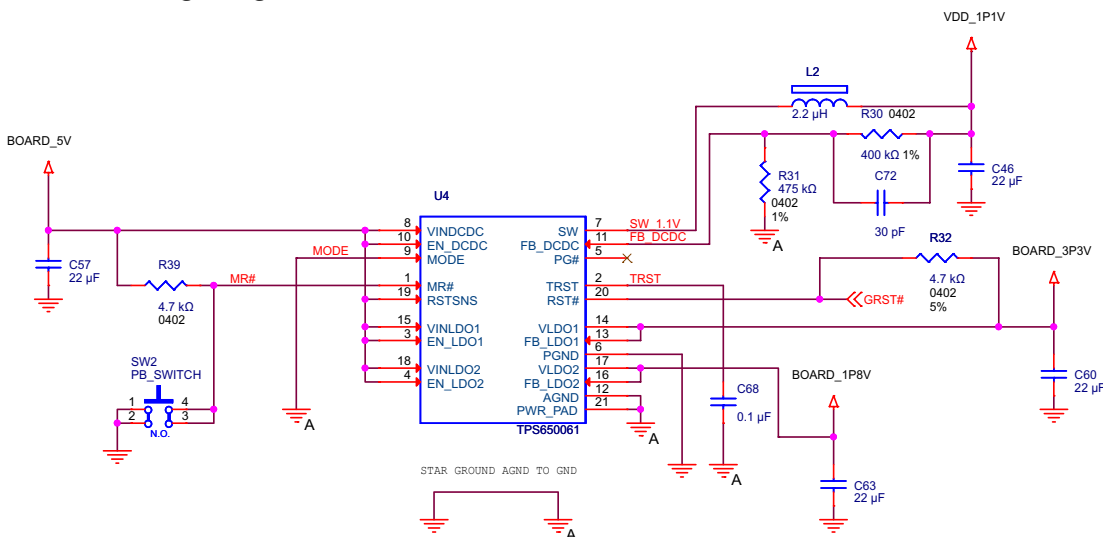 VDD_1P1V
L2
2.2 µH
R30 0402
400 kΩ 1%
C72
30 pF
C46
22 µF
R31
475 kΩ
0402
1%
A
BOARD_5V
C57
22 µF
R39
4.7 kΩ
0402
MR#
MODE
A
SW2
PB_SWITCH
1 4
2 3
N.O.
U4
8 VINDCDC SW 7 SW_1.1V
10 EN_DCDC FB_DCDC 11 FB_DCDC
9 MODE PG# 5
1 MR# TRST 2 TRST
19 RSTSNS RST# 20
15 VINLDO1 VLDO1 14
3 EN_LDO1 FB_LDO1 13
PGND 6
18 VINLDO2 VLDO2 17
4 EN_LDO2 FB_LDO2 16
AGND 12
PWR_PAD 21
TPS650061
A
R32
4.7 kΩ
0402
5%
GRST#
BOARD_3P3V
C60
22 µF
C68
0.1 µF
A
BOARD_1P8V
C63
22 µF
STAR GROUND AGND TO GND
A